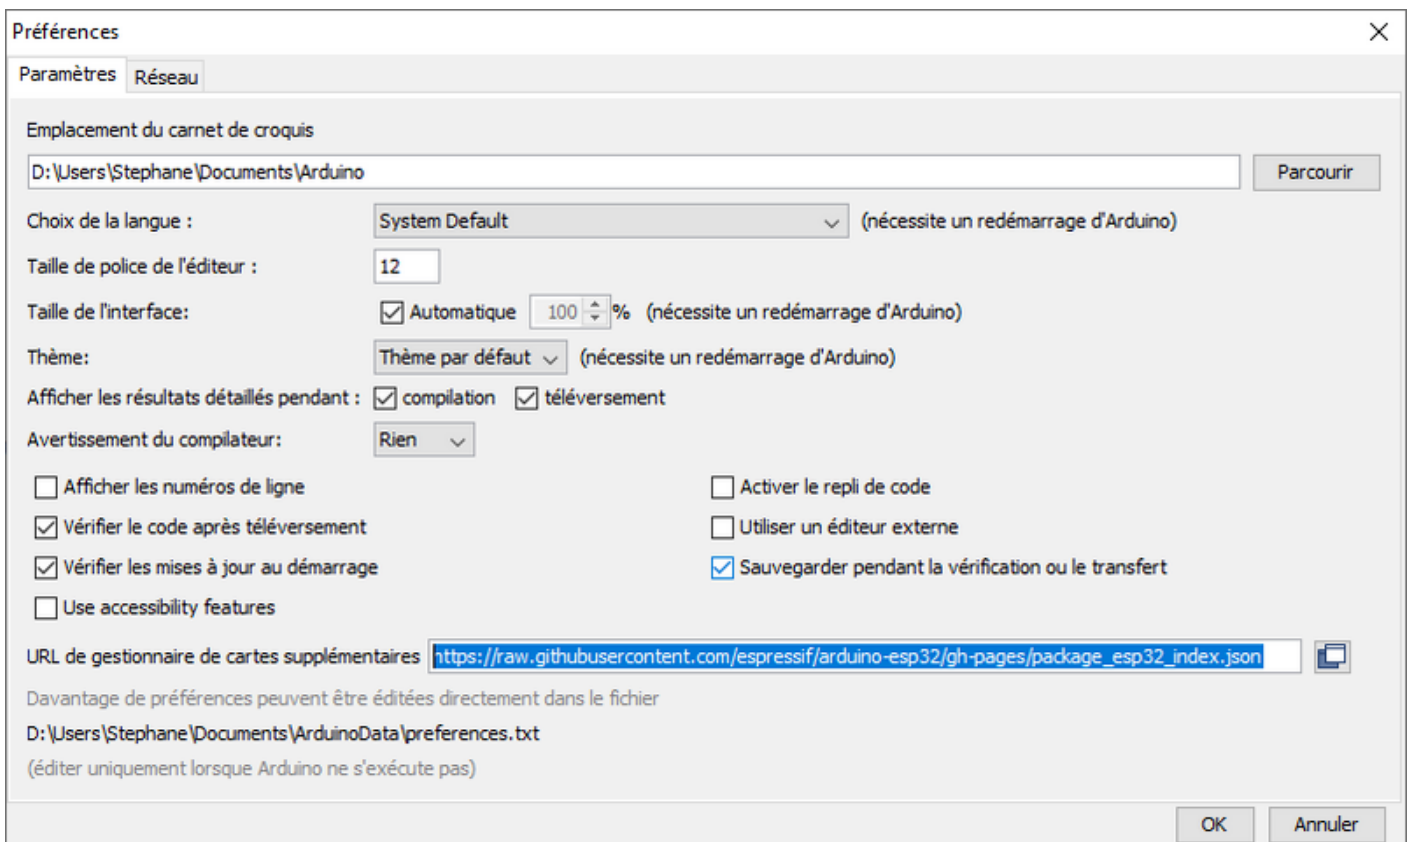 Préférences
Paramètres Réseau
Emplacement du carnet de croquis
D:\Users\Stephane\Documents\Arduino Parcourir
Choix de la langue : System Default (nécessite un redémarrage d'Arduino)
Taille de police de l'éditeur : 12
Taille de l'interface: Automatique 100 % (nécessite un redémarrage d'Arduino)
Thème: Thème par défaut (nécessite un redémarrage d'Arduino)
Afficher les résultats détaillés pendant : compilation téléversement
Avertissement du compilateur: Rien
Afficher les numéros de ligne Activer le repli de code
Vérifier le code après téléversement Utiliser un éditeur externe
Vérifier les mises à jour au démarrage Sauvegarder pendant la vérification ou le transfert
Use accessibility features
URL de gestionnaire de cartes supplémentaires https://raw.githubusercontent.com/espressif/arduino-esp32/gh-pages/package_esp32_index.json
Davantage de préférences peuvent être éditées directement dans le fichier
D:\Users\Stephane\Documents\ArduinoData\preferences.txt
(éditer uniquement lorsque Arduino ne s'exécute pas)
OK Annuler